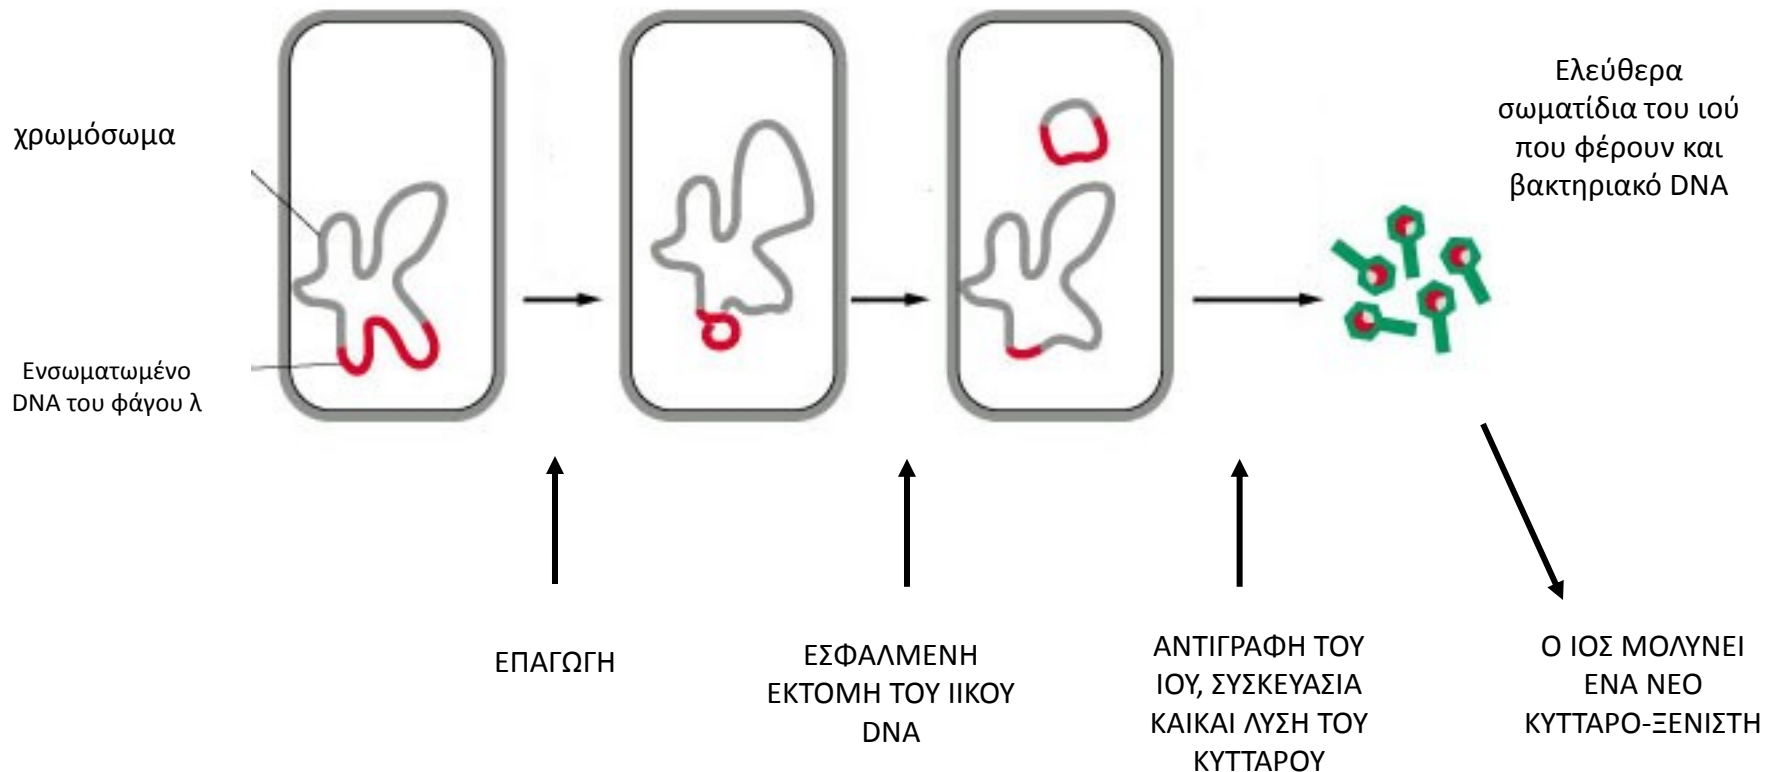 χρωμόσωμα
Ενσωματωμένο
DNA του φάγου λ
Ελεύθερα
σωματίδια του ιού
που φέρουν και
βακτηριακό DNA
ΕΠΑΓΩΓΗ
ΕΣΦΑΛΜΕΝΗ
ΕΚΤΟΜΗ ΤΟΥ ΙΙΚΟΥ
DNA
ΑΝΤΙΓΡΑΦΗ ΤΟΥ
ΙΟΥ, ΣΥΣΚΕΥΑΣΙΑ
ΚΑΙΚΑΙ ΛΥΣΗ ΤΟΥ
ΚΥΤΤΑΡΟΥ
Ο ΙΟΣ ΜΟΛΥΝΕΙ
ΕΝΑ ΝΕΟ
ΚΥΤΤΑΡΟ-ΞΕΝΙΣΤΗ